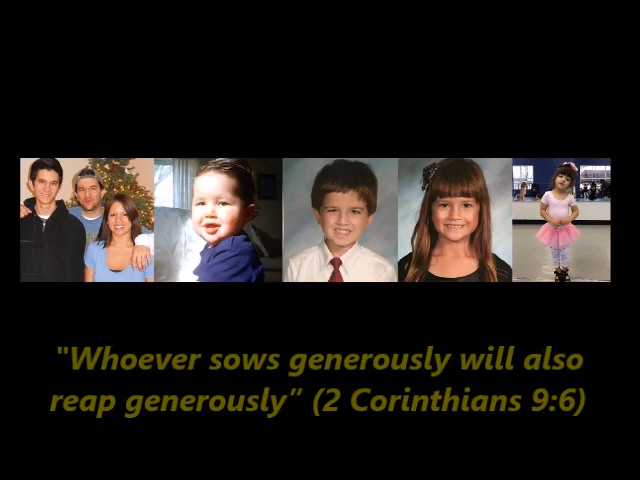 "Whoever sows generously will also
reap generously” (2 Corinthians 9:6)